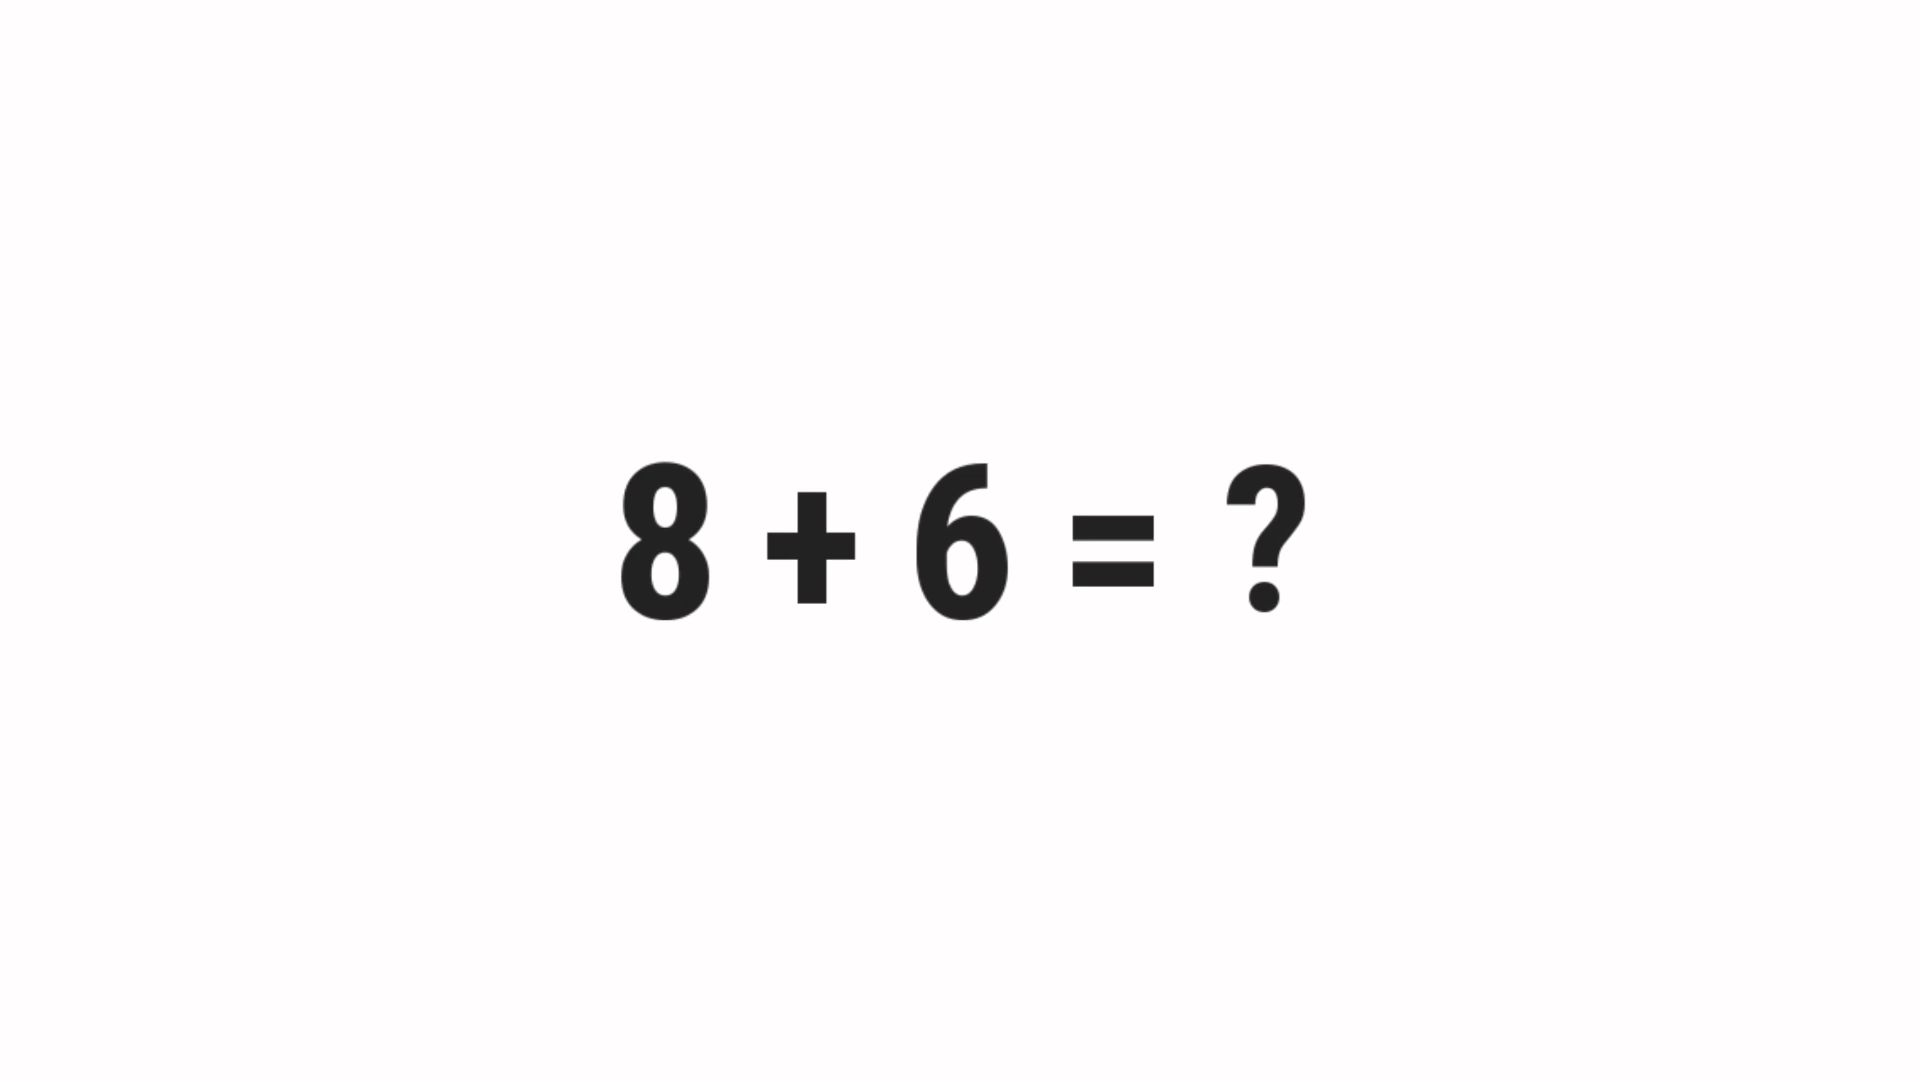 8 + 6 = ?